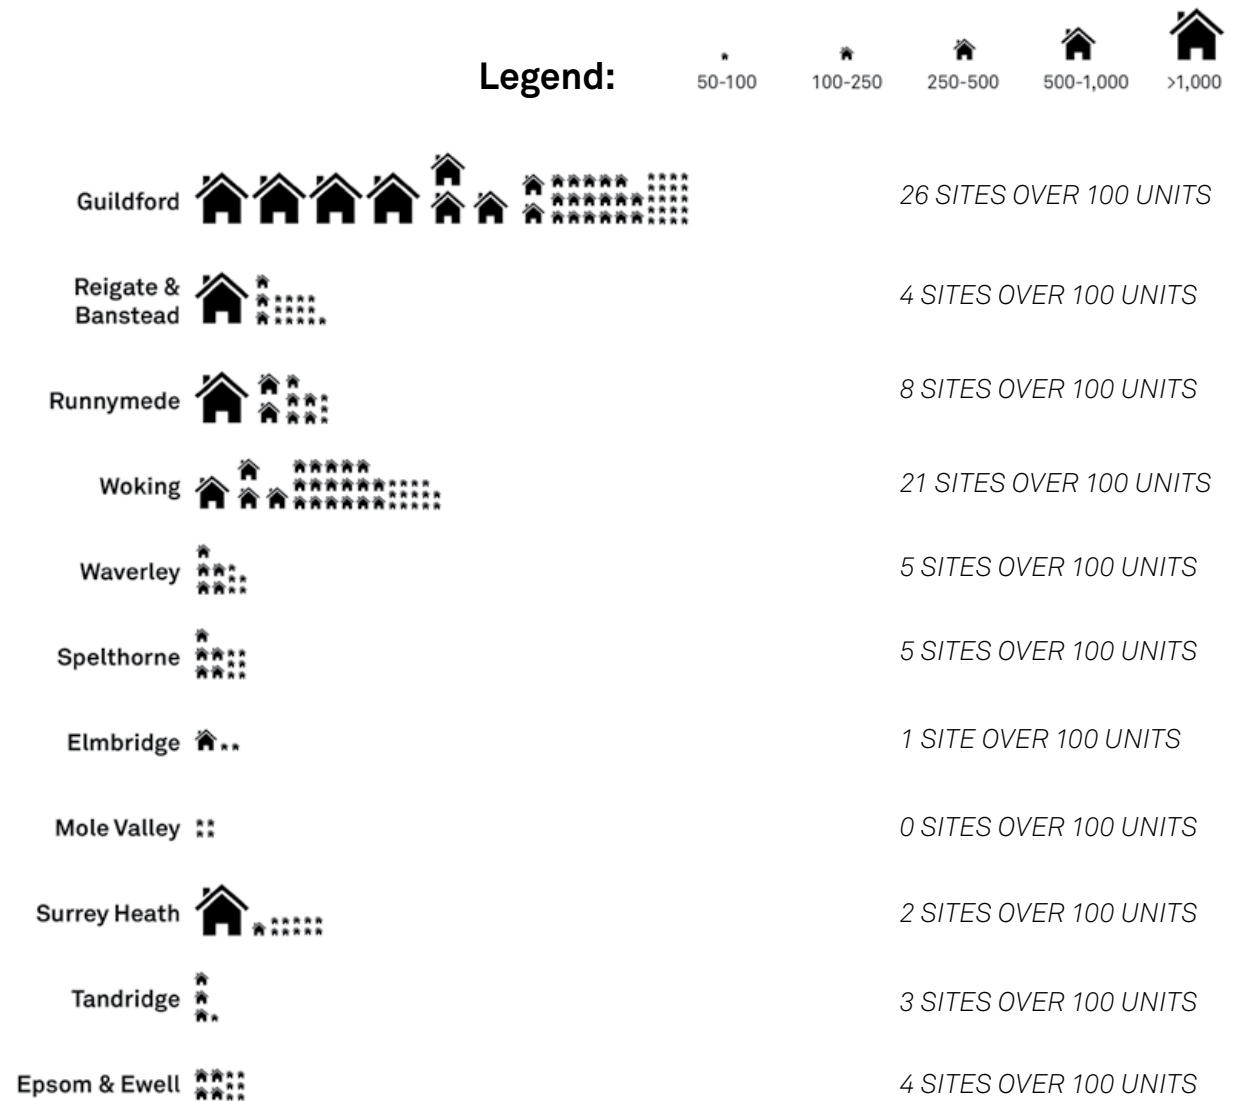 Legend:
50-100
100-250
250-500
500-1,000
>1,000
Guildford
26 SITES OVER 100 UNITS
Reigate &
Banstead
4 SITES OVER 100 UNITS
Runnymede
8 SITES OVER 100 UNITS
Woking
21 SITES OVER 100 UNITS
Waverley
5 SITES OVER 100 UNITS
Spelthorne
5 SITES OVER 100 UNITS
Elmbridge
1 SITE OVER 100 UNITS
Mole Valley
0 SITES OVER 100 UNITS
Surrey Heath
2 SITES OVER 100 UNITS
Tandridge
3 SITES OVER 100 UNITS
Epsom & Ewell
4 SITES OVER 100 UNITS